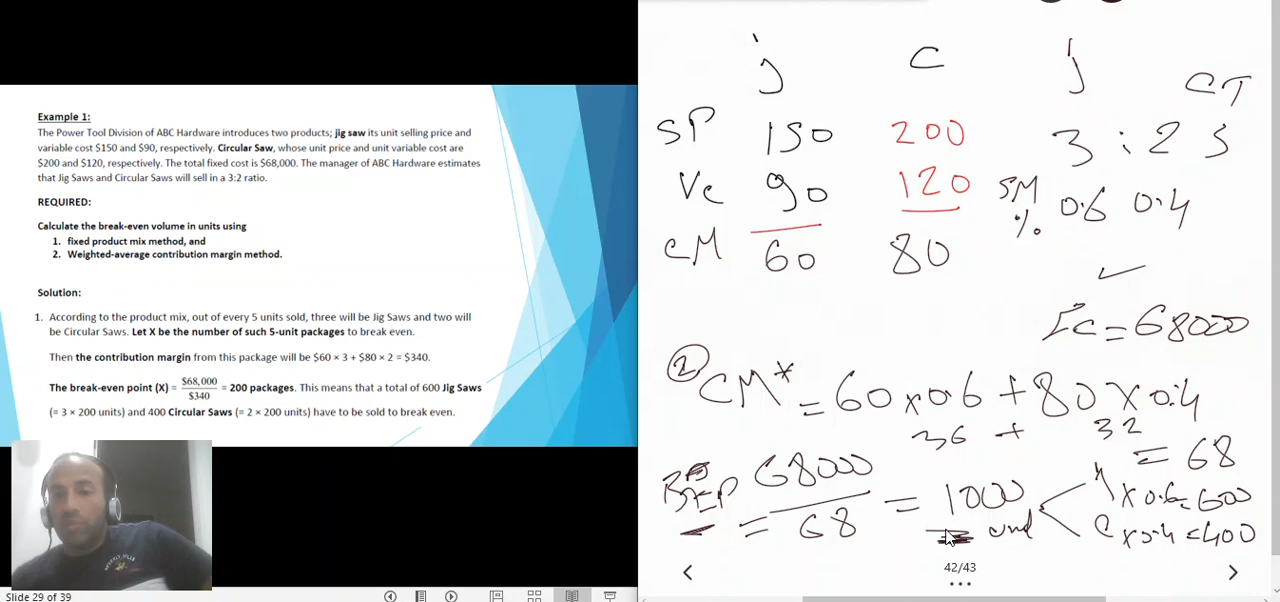 Example 1:
The Power Tool Division of ABC Hardware introduces two products; jig saw its unit selling price and
variable cost $150 and $90, respectively. Circular Saw, whose unit price and unit variable cost are
$200 and $120, respectively. The total fixed cost is $68,000. The manager of ABC Hardware estimates
that Jig Saws and Circular Saws will sell in a 3:2 ratio.
REQUIRED:
Calculate the break-even volume in units using
1. fixed product mix method, and
2. Weighted-average contribution margin method.
Solution:
1. According to the product mix, out of every 5 units sold, three will be Jig Saws and two will
be Circular Saws. Let X be the number of such 5-unit packages to break even.
Then the contribution margin from this package will be $60 × 3 + $80 × 2 = $340.
The break-even point (X) = $68,000 / $340 = 200 packages. This means that a total of 600 Jig Saws
(= 3 × 200 units) and 400 Circular Saws (= 2 × 200 units) have to be sold to break even.
Slide 29 of 39
j C j C T
SP 150 200 3 : 2 5
Vc 90 120 SM % 0.6 0.4
CM 60 80
= 68000
2 CM* = 60 × 0.6 + 80 × 0.4
36 + 32
= 68
BEP = 68000 / 68 = 1000
× 0.6 = 600
C × 0.4 = 400
42/43